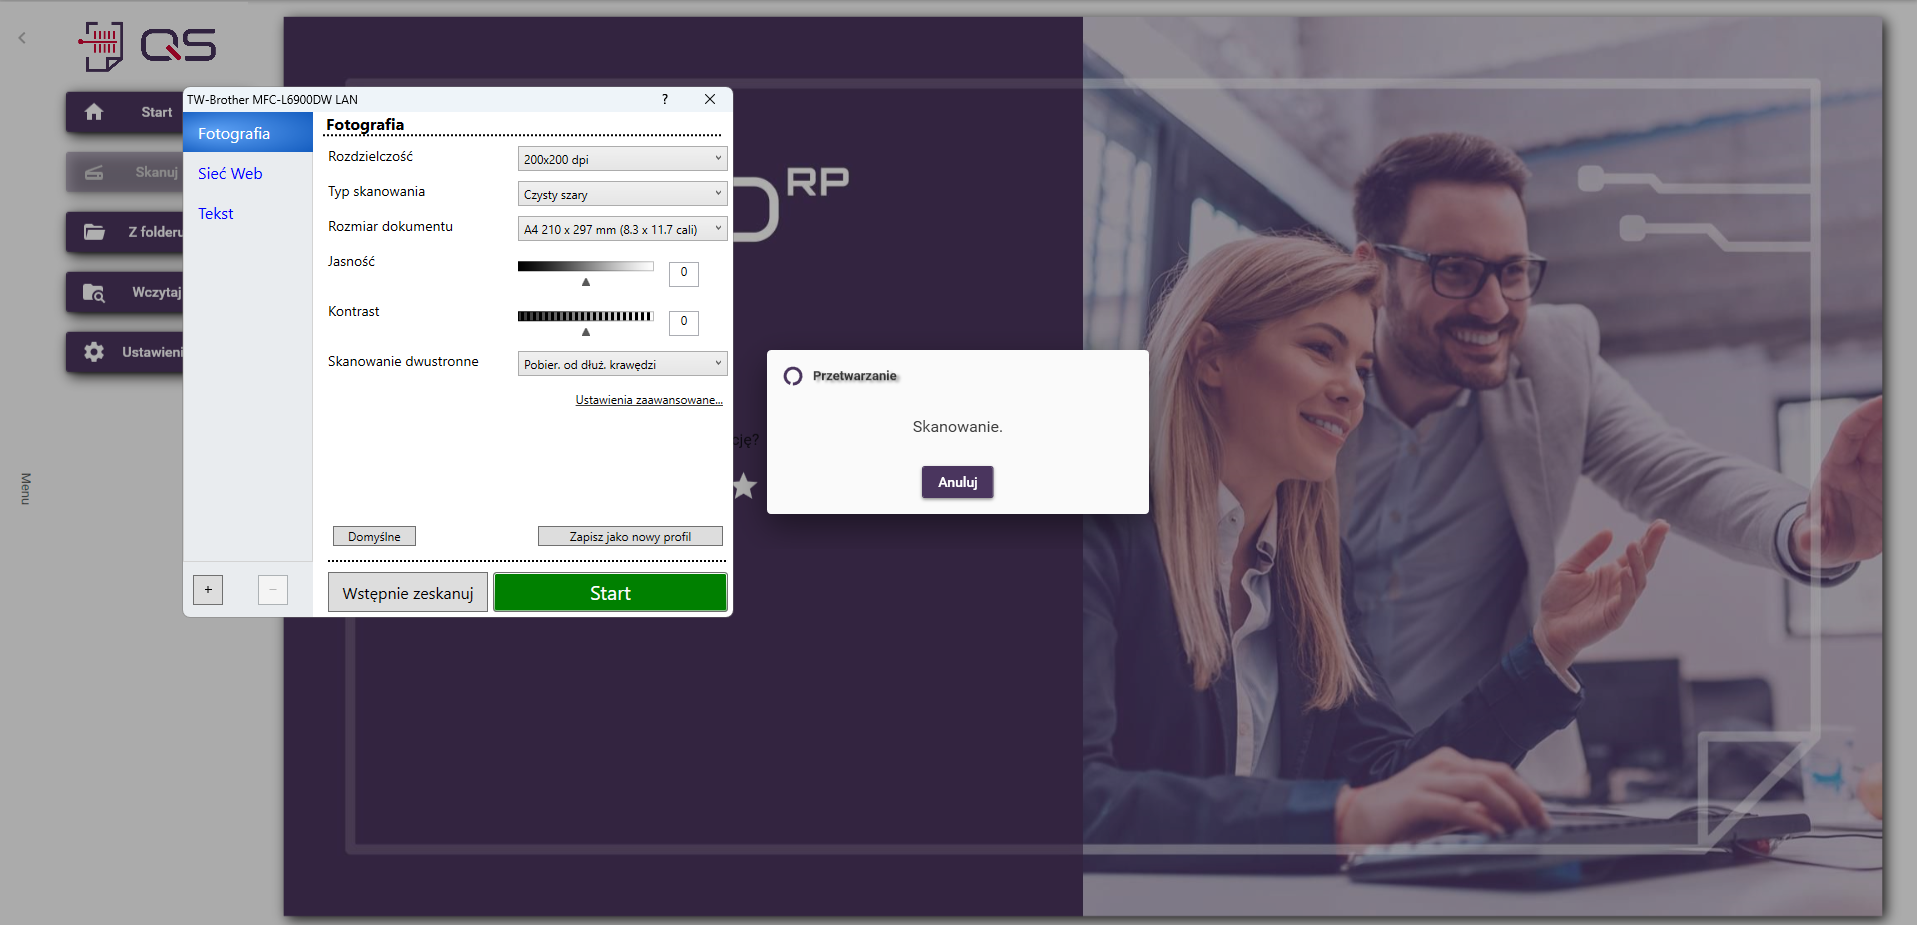 QS
Start
Skanuj
Z folderu
Wczytaj
Ustawieni
Menu
TW-Brother MFC-L6900DW LAN
?
Fotografia
Sieć Web
Tekst
+
−
Fotografia
Rozdzielczość
200x200 dpi
Typ skanowania
Czysty szary
Rozmiar dokumentu
A4 210 x 297 mm (8.3 x 11.7 cali)
Jasność
0
Kontrast
0
Skanowanie dwustronne
Pobier. od dłuż. krawędzi
Ustawienia zaawansowane...
Domyślne
Zapisz jako nowy profil
Wstępnie zeskanuj
Start
RP
cję?
Przetwarzanie
Skanowanie.
Anuluj